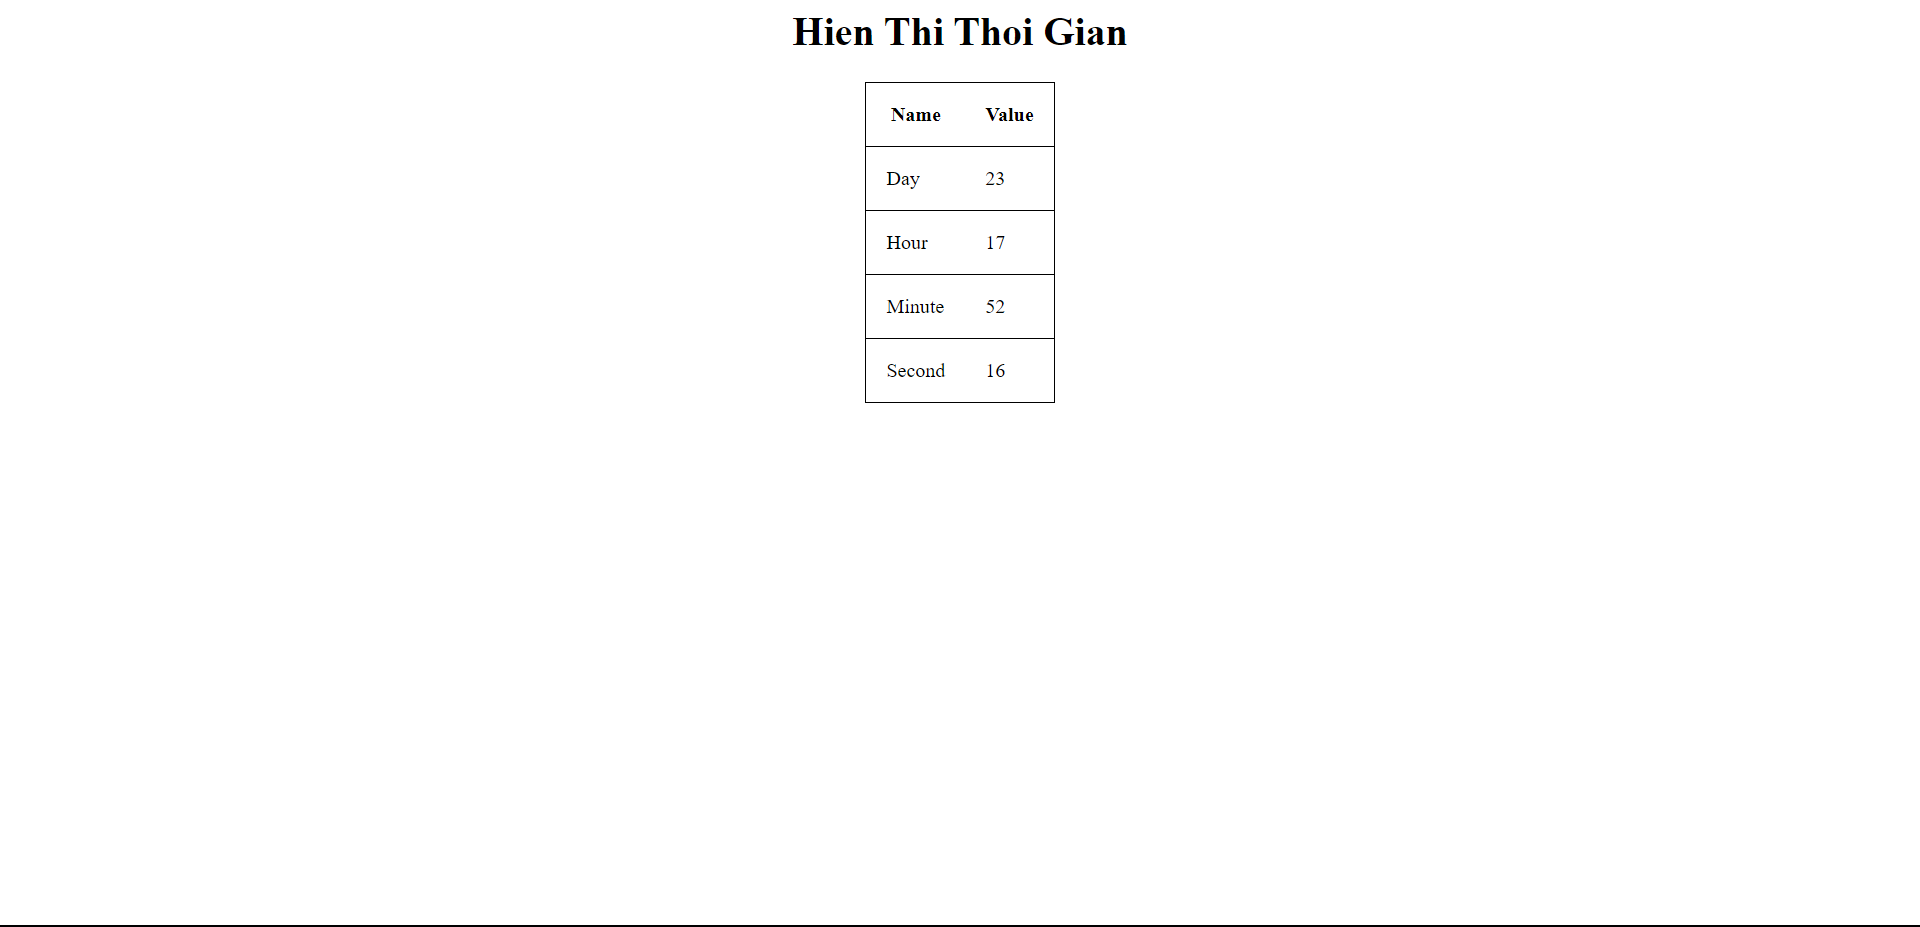 Hien Thi Thoi Gian
Name Value
Day 23
Hour 17
Minute 52
Second 16